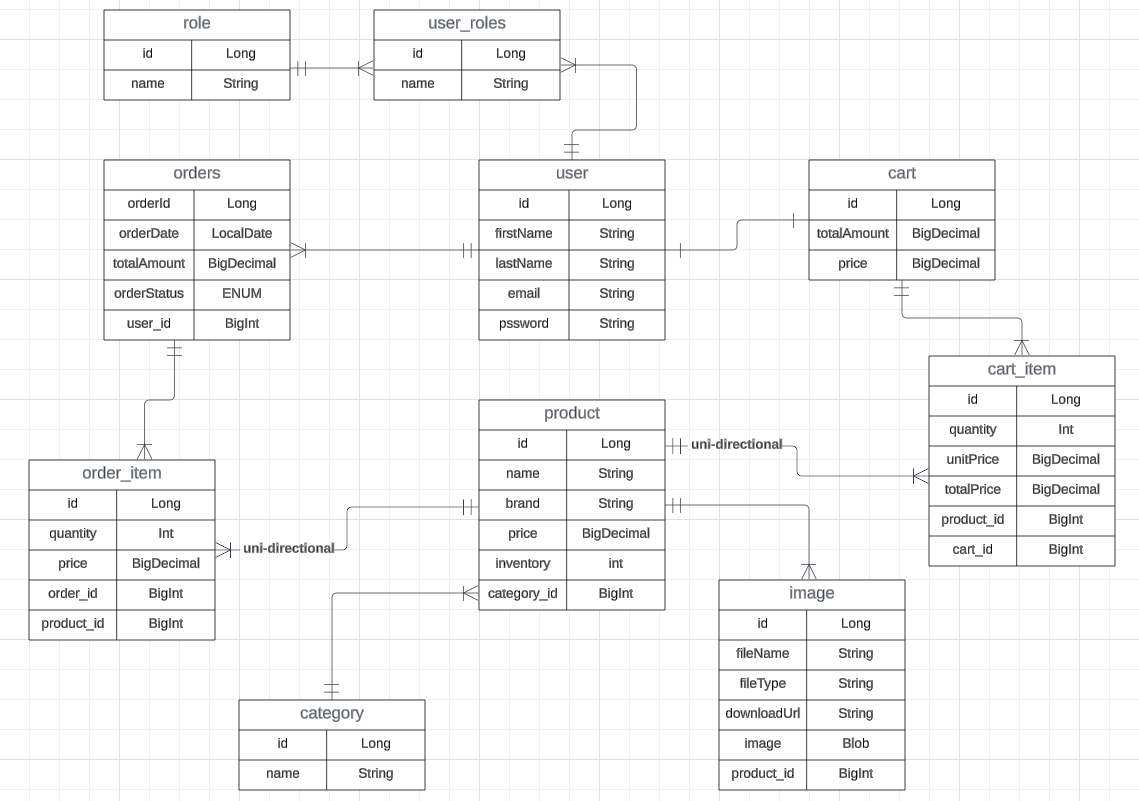 role
id Long
name String
user_roles
id Long
name String
orders
orderId Long
orderDate LocalDate
totalAmount BigDecimal
orderStatus ENUM
user_id BigInt
user
id Long
firstName String
lastName String
email String
pssword String
cart
id Long
totalAmount BigDecimal
price BigDecimal
cart_item
id Long
quantity Int
unitPrice BigDecimal
totalPrice BigDecimal
product_id BigInt
cart_id BigInt
product
id Long
name String
brand String
price BigDecimal
inventory int
category_id BigInt
uni-directional
order_item
id Long
quantity Int
price BigDecimal
order_id BigInt
product_id BigInt
uni-directional
image
id Long
fileName String
fileType String
downloadUrl String
image Blob
product_id BigInt
category
id Long
name String